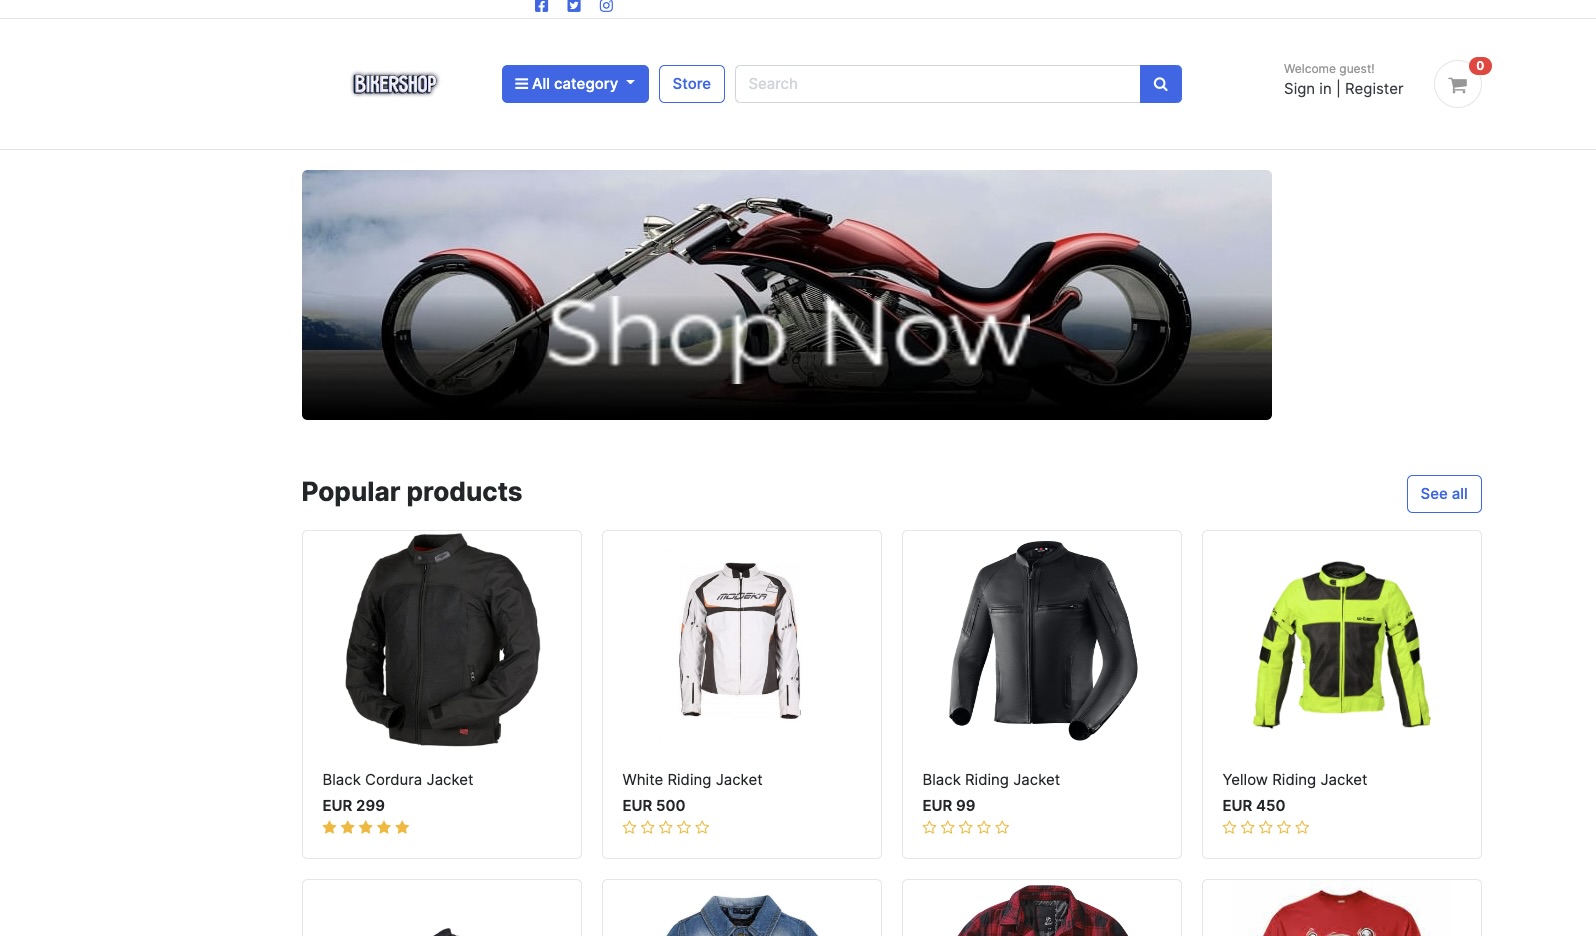 BIKERSHOP
All category
Store
Search
Welcome guest!
Sign in | Register
0
Shop Now
Popular products
See all
MODEKA
Black Cordura Jacket
EUR 299
White Riding Jacket
EUR 500
Black Riding Jacket
EUR 99
Yellow Riding Jacket
EUR 450